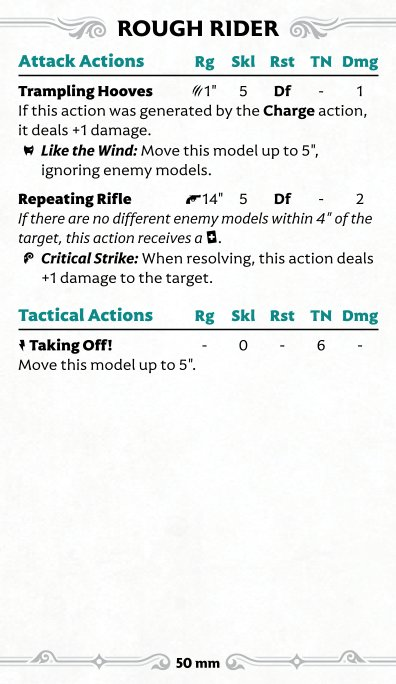 ROUGH RIDER
Attack Actions Rg Skl Rst TN Dmg
Trampling Hooves 1" 5 Df - 1
If this action was generated by the Charge action,
it deals +1 damage.
Like the Wind: Move this model up to 5",
ignoring enemy models.
Repeating Rifle 14" 5 Df - 2
If there are no different enemy models within 4" of the
target, this action receives a .
Critical Strike: When resolving, this action deals
+1 damage to the target.
Tactical Actions Rg Skl Rst TN Dmg
Taking Off! - 0 - 6 -
Move this model up to 5".
50 mm